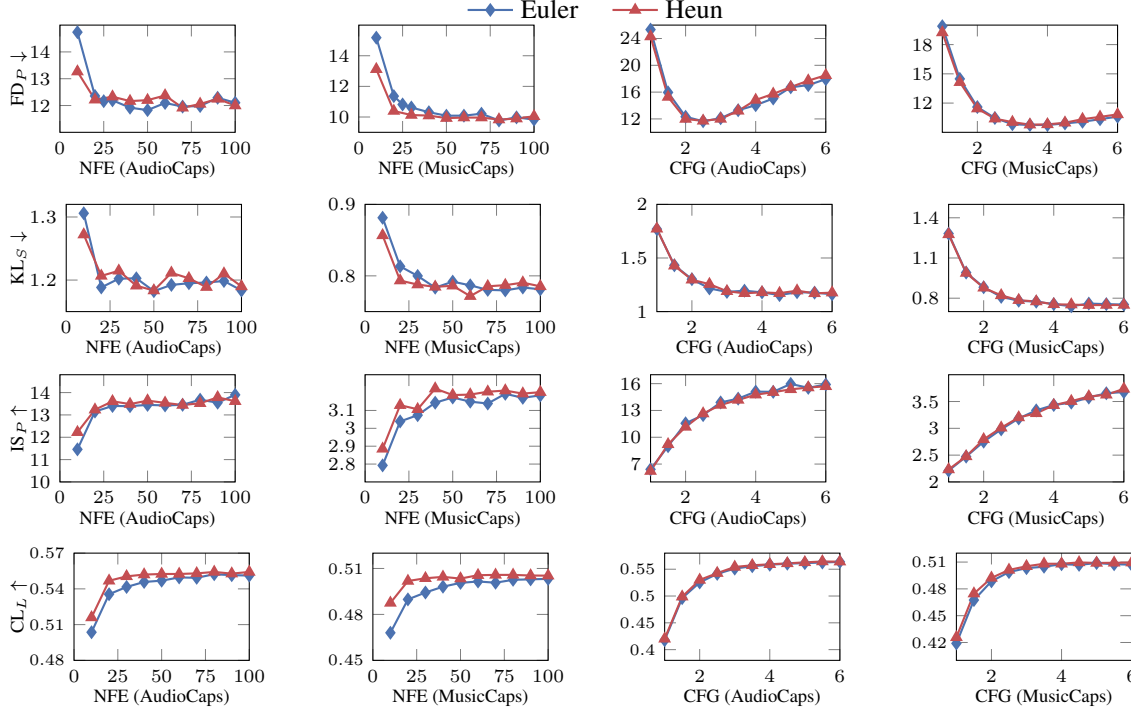 Euler Heun
FD_P ↓
15
14
13
12
0 25 50 75 100
NFE (AudioCaps)
16
14
12
10
0 25 50 75 100
NFE (MusicCaps)
24
20
16
12
2 4 6
CFG (AudioCaps)
18
15
12
2 4 6
CFG (MusicCaps)
KL_S ↓
1.3
1.2
0 25 50 75 100
NFE (AudioCaps)
0.9
0.8
0 25 50 75 100
NFE (MusicCaps)
2
1.5
1
2 4 6
CFG (AudioCaps)
1.4
1.2
1
0.8
2 4 6
CFG (MusicCaps)
IS_P ↑
14
13
12
11
10
0 25 50 75 100
NFE (AudioCaps)
3.1
3
2.9
2.8
0 25 50 75 100
NFE (MusicCaps)
16
13
10
7
2 4 6
CFG (AudioCaps)
3.5
3
2.5
2
2 4 6
CFG (MusicCaps)
CL_L ↑
0.57
0.54
0.51
0.48
0 25 50 75 100
NFE (AudioCaps)
0.51
0.48
0.45
0 25 50 75 100
NFE (MusicCaps)
0.55
0.5
0.45
0.4
2 4 6
CFG (AudioCaps)
0.51
0.48
0.45
0.42
2 4 6
CFG (MusicCaps)